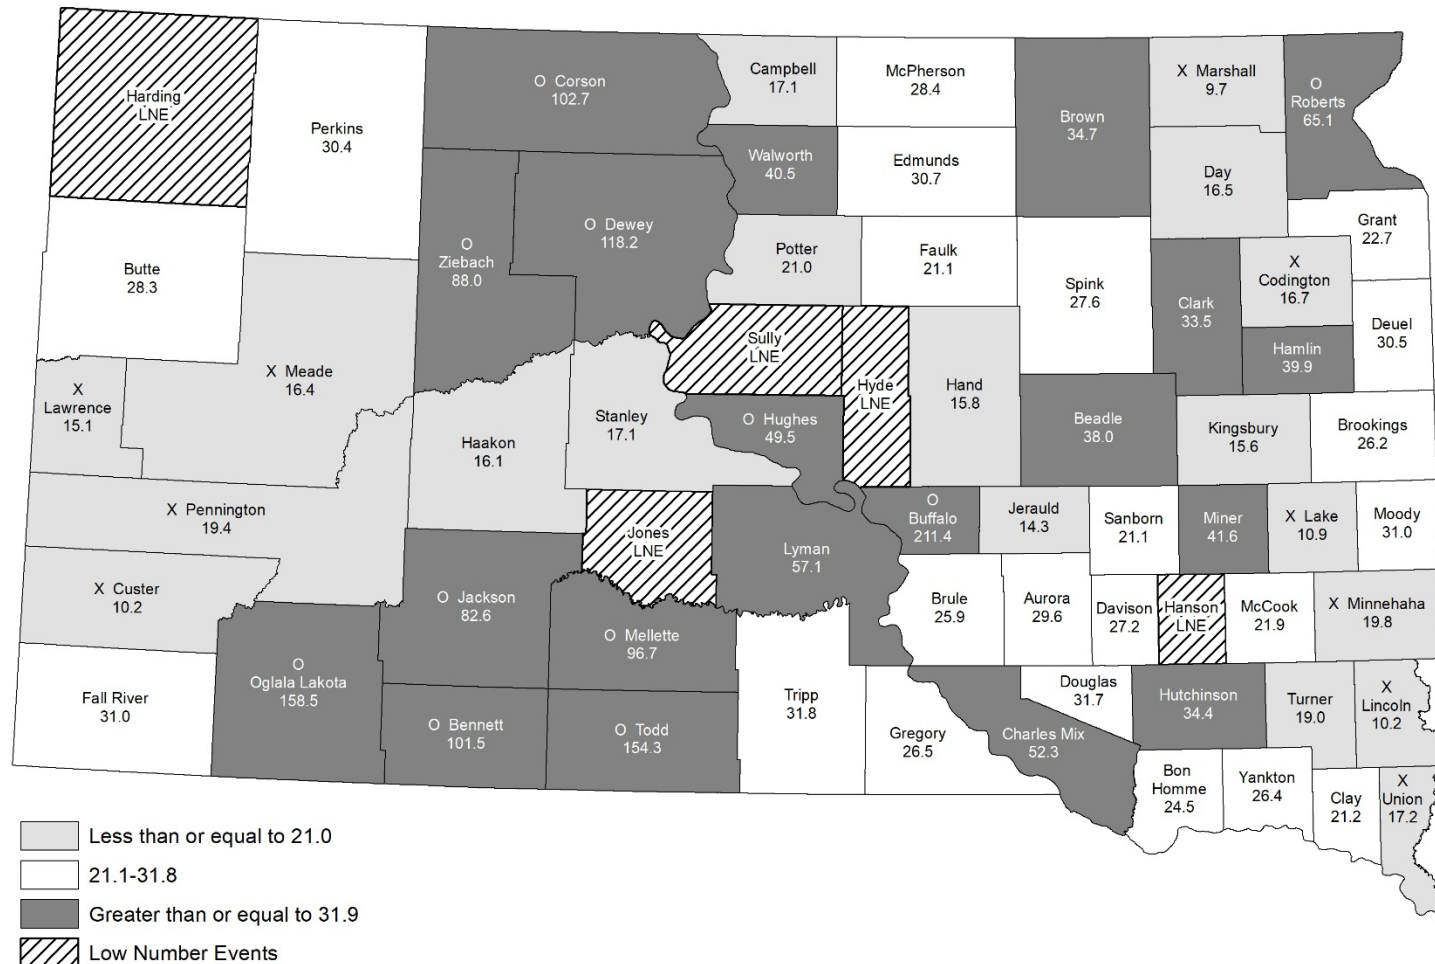 Harding
LNE
Perkins
30.4
O Corson
102.7
Campbell
17.1
McPherson
28.4
Brown
34.7
X Marshall
9.7
O
Roberts
65.1
Walworth
40.5
Edmunds
30.7
Day
16.5
Grant
22.7
Butte
28.3
O
Ziebach
88.0
O Dewey
118.2
Potter
21.0
Faulk
21.1
Spink
27.6
Clark
33.5
X
Codington
16.7
Deuel
30.5
Hamlin
39.9
X Meade
16.4
X
Lawrence
15.1
Sully
LNE
Hyde
LNE
Hand
15.8
Haakon
16.1
Stanley
17.1
O Hughes
49.5
Beadle
38.0
Kingsbury
15.6
Brookings
26.2
X Pennington
19.4
Jones
LNE
Lyman
57.1
O
Buffalo
211.4
Jerauld
14.3
Sanborn
21.1
Miner
41.6
X Lake
10.9
Moody
31.0
X Custer
10.2
O Jackson
82.6
O Mellette
96.7
Brule
25.9
Aurora
29.6
Davison
27.2
Hanson
LNE
McCook
21.9
X Minnehaha
19.8
Fall River
31.0
O
Oglala Lakota
158.5
O Bennett
101.5
O Todd
154.3
Tripp
31.8
Gregory
26.5
Charles Mix
52.3
Douglas
31.7
Hutchinson
34.4
Turner
19.0
X
Lincoln
10.2
Bon
Homme
24.5
Yankton
26.4
Clay
21.2
X
Union
17.2
Less than or equal to 21.0
21.1-31.8
Greater than or equal to 31.9
Low Number Events